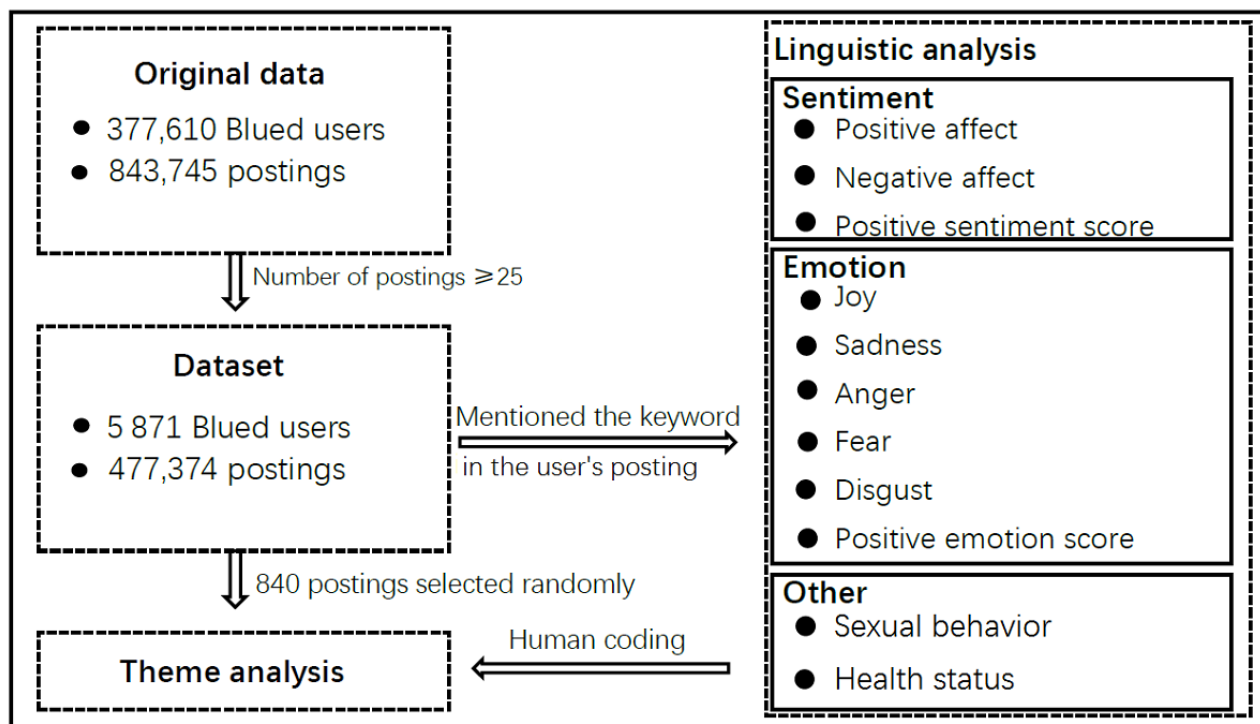 Original data
● 377,610 Blued users
● 843,745 postings
Number of postings ≥25
Dataset
● 5 871 Blued users
● 477,374 postings
Mentioned the keyword
in the user's posting
840 postings selected randomly
Theme analysis
Human coding
Linguistic analysis
Sentiment
● Positive affect
● Negative affect
● Positive sentiment score
Emotion
● Joy
● Sadness
● Anger
● Fear
● Disgust
● Positive emotion score
Other
● Sexual behavior
● Health status